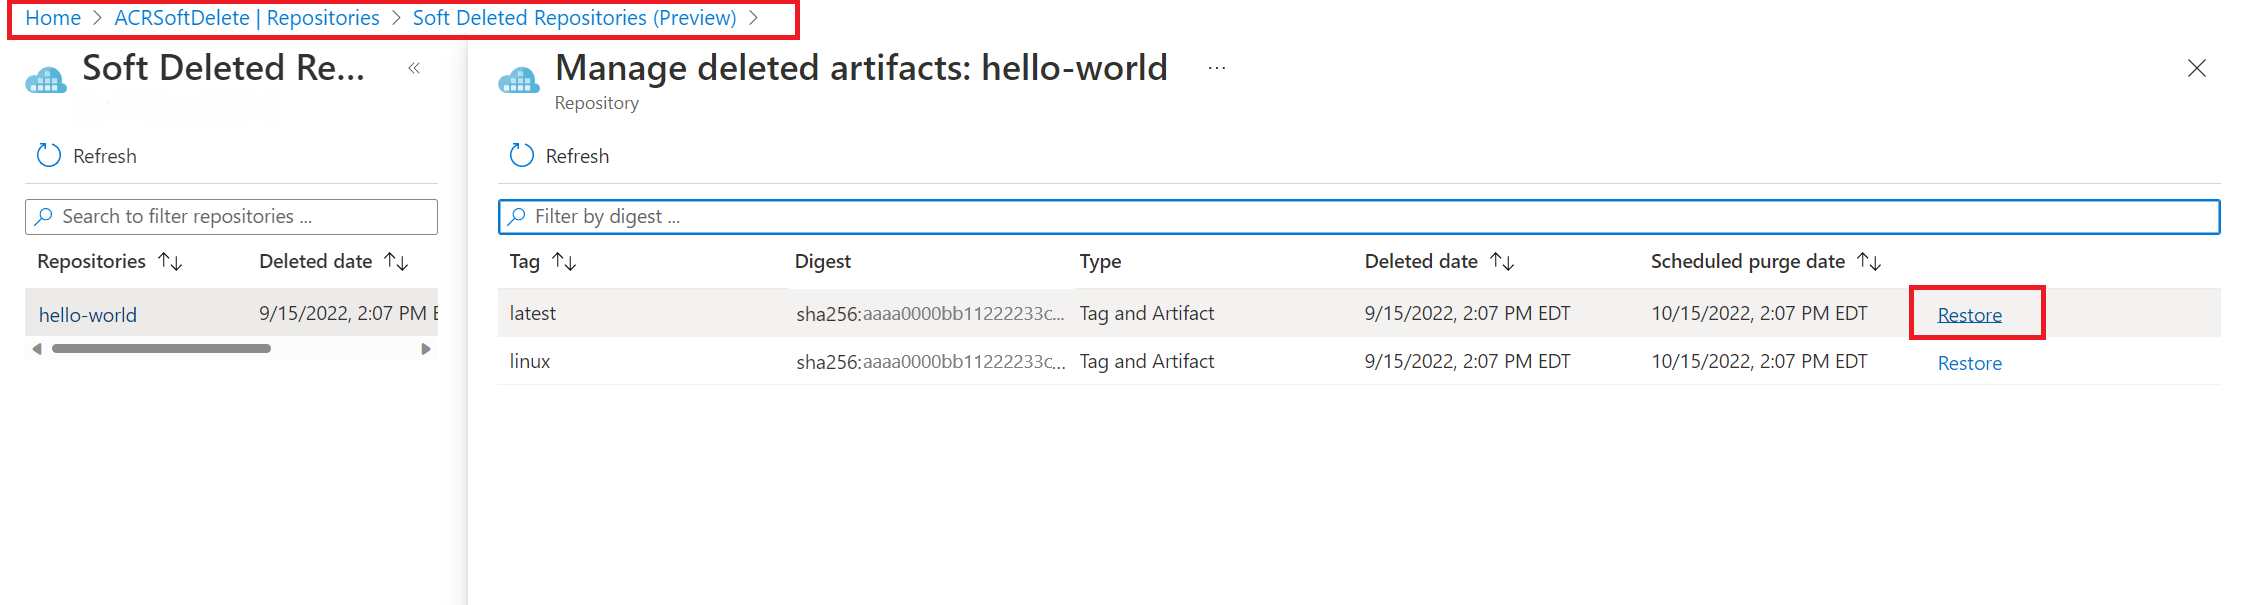 Home > ACRSoftDelete | Repositories > Soft Deleted Repositories (Preview) >
Soft Deleted Re... «
Refresh
Search to filter repositories ...
Repositories ↑↓ Deleted date ↑↓
hello-world 9/15/2022, 2:07 PM E
Manage deleted artifacts: hello-world ...
Repository
Refresh
Filter by digest ...
Tag ↑↓ Digest Type Deleted date ↑↓ Scheduled purge date ↑↓
latest sha256:aaaa0000bb11222233c... Tag and Artifact 9/15/2022, 2:07 PM EDT 10/15/2022, 2:07 PM EDT Restore
linux sha256:aaaa0000bb11222233c... Tag and Artifact 9/15/2022, 2:07 PM EDT 10/15/2022, 2:07 PM EDT Restore